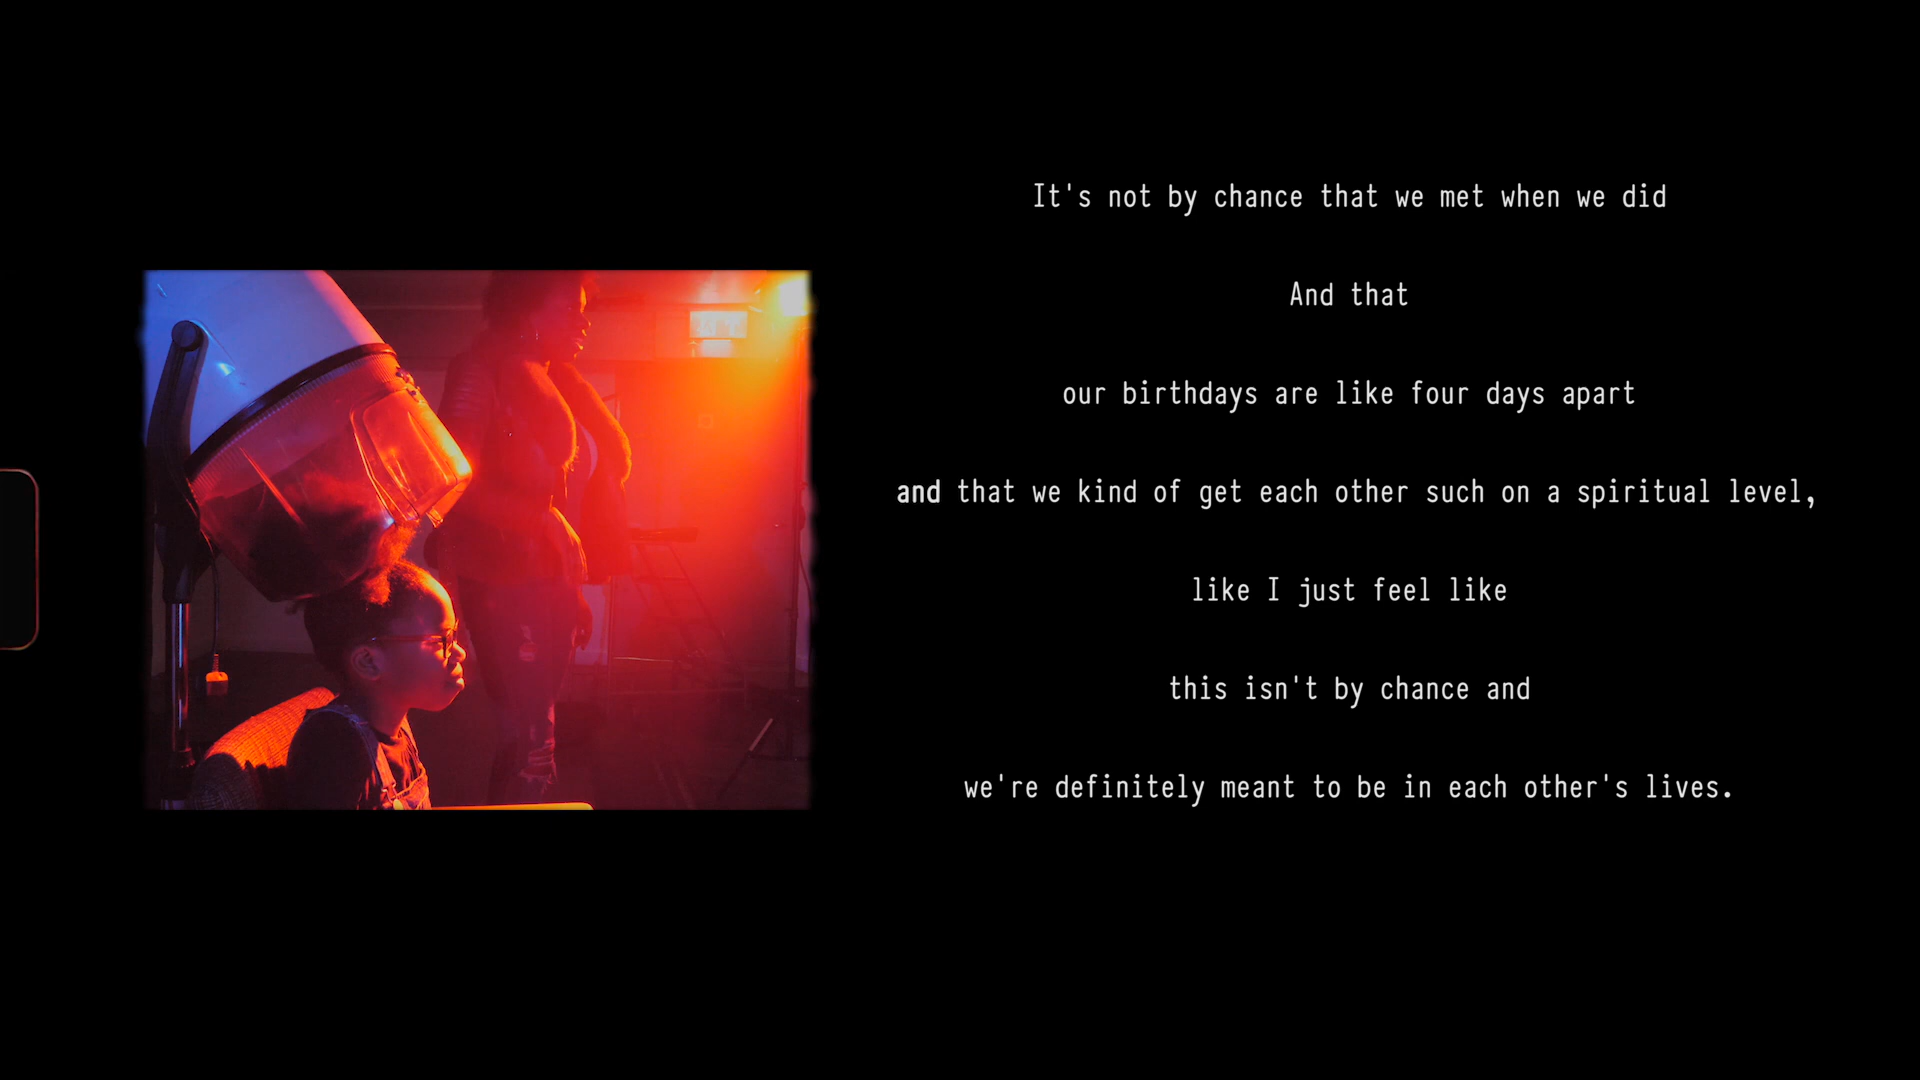 It's not by chance that we met when we did
And that
our birthdays are like four days apart
and that we kind of get each other such on a spiritual level,
like I just feel like
this isn't by chance and
we're definitely meant to be in each other's lives.